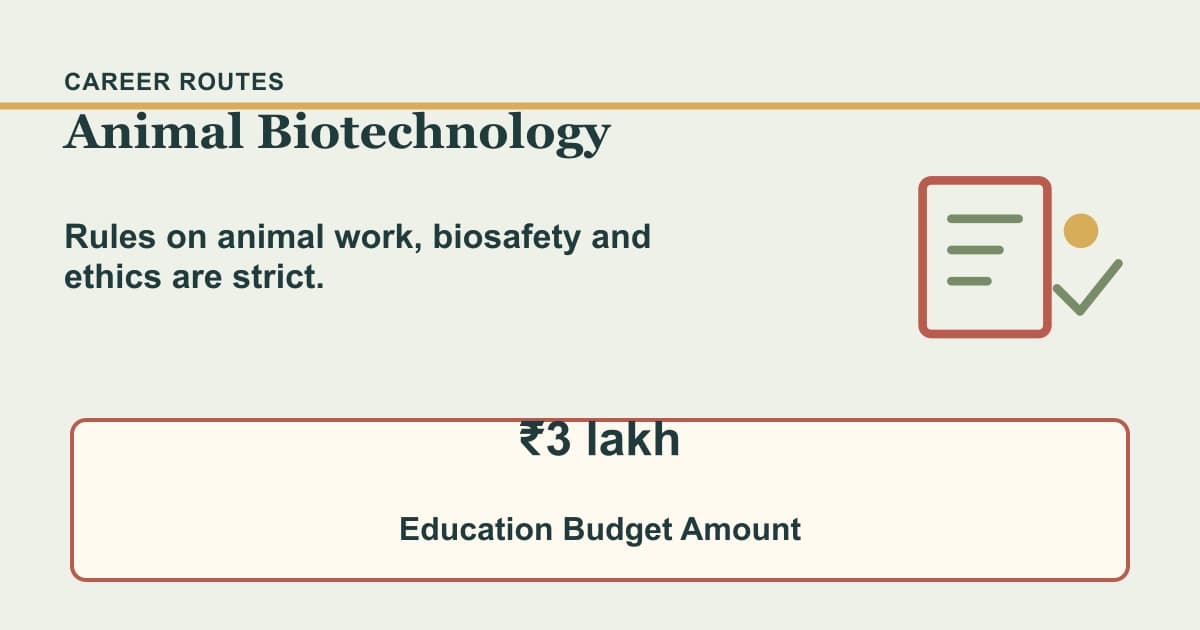 CAREER ROUTES
Animal Biotechnology
Rules on animal work, biosafety and
ethics are strict.
₹3 lakh
Education Budget Amount